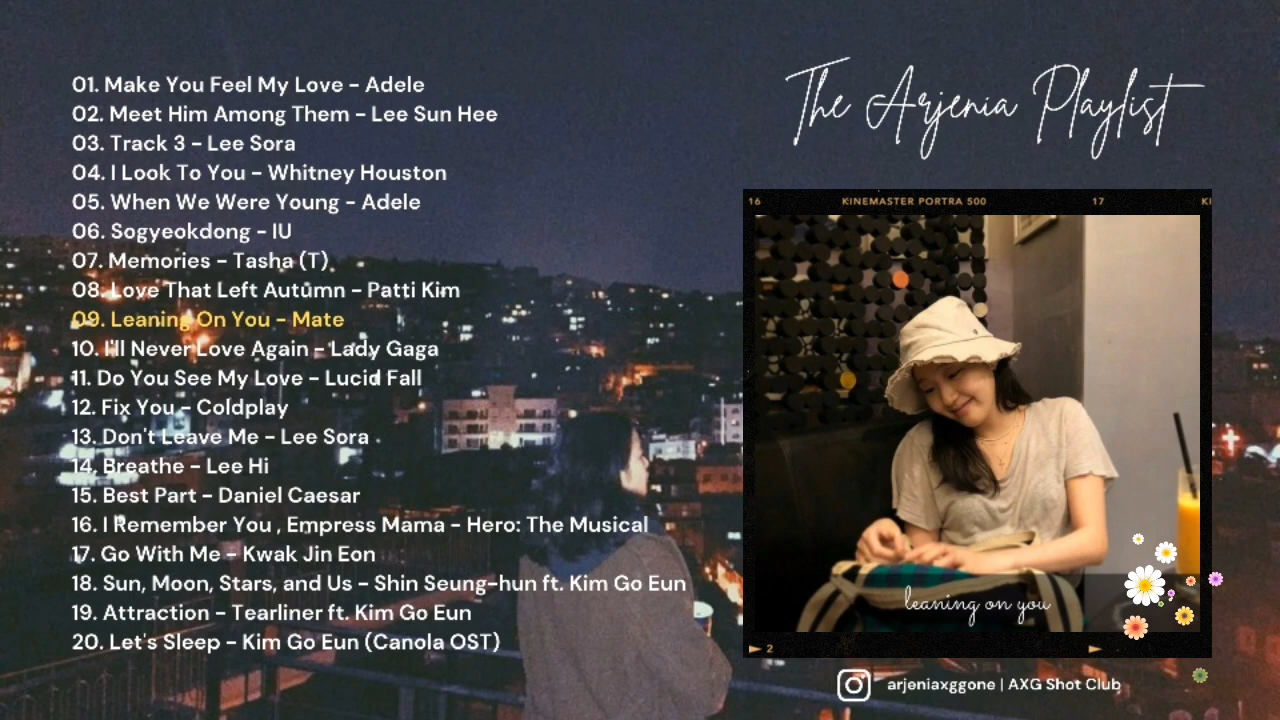 01. Make You Feel My Love - Adele
02. Meet Him Among Them - Lee Sun Hee
03. Track 3 - Lee Sora
04. I Look To You - Whitney Houston
05. When We Were Young - Adele
06. Sogyeokdong - IU
07. Memories - Tasha (T)
08. Love That Left Autumn - Patti Kim
09. Leaning On You - Mate
10. I'll Never Love Again - Lady Gaga
11. Do You See My Love - Lucid Fall
12. Fix You - Coldplay
13. Don't Leave Me - Lee Sora
14. Breathe - Lee Hi
15. Best Part - Daniel Caesar
16. I Remember You , Empress Mama - Hero: The Musical
17. Go With Me - Kwak Jin Eon
18. Sun, Moon, Stars, and Us - Shin Seung-hun ft. Kim Go Eun
19. Attraction - Tearliner ft. Kim Go Eun
20. Let's Sleep - Kim Go Eun (Canola OST)
The Arjenia Playlist
16 KINEMASTER PORTRA 500 17 KI
leaning on you
2
arjeniaxggone | AXG Shot Club